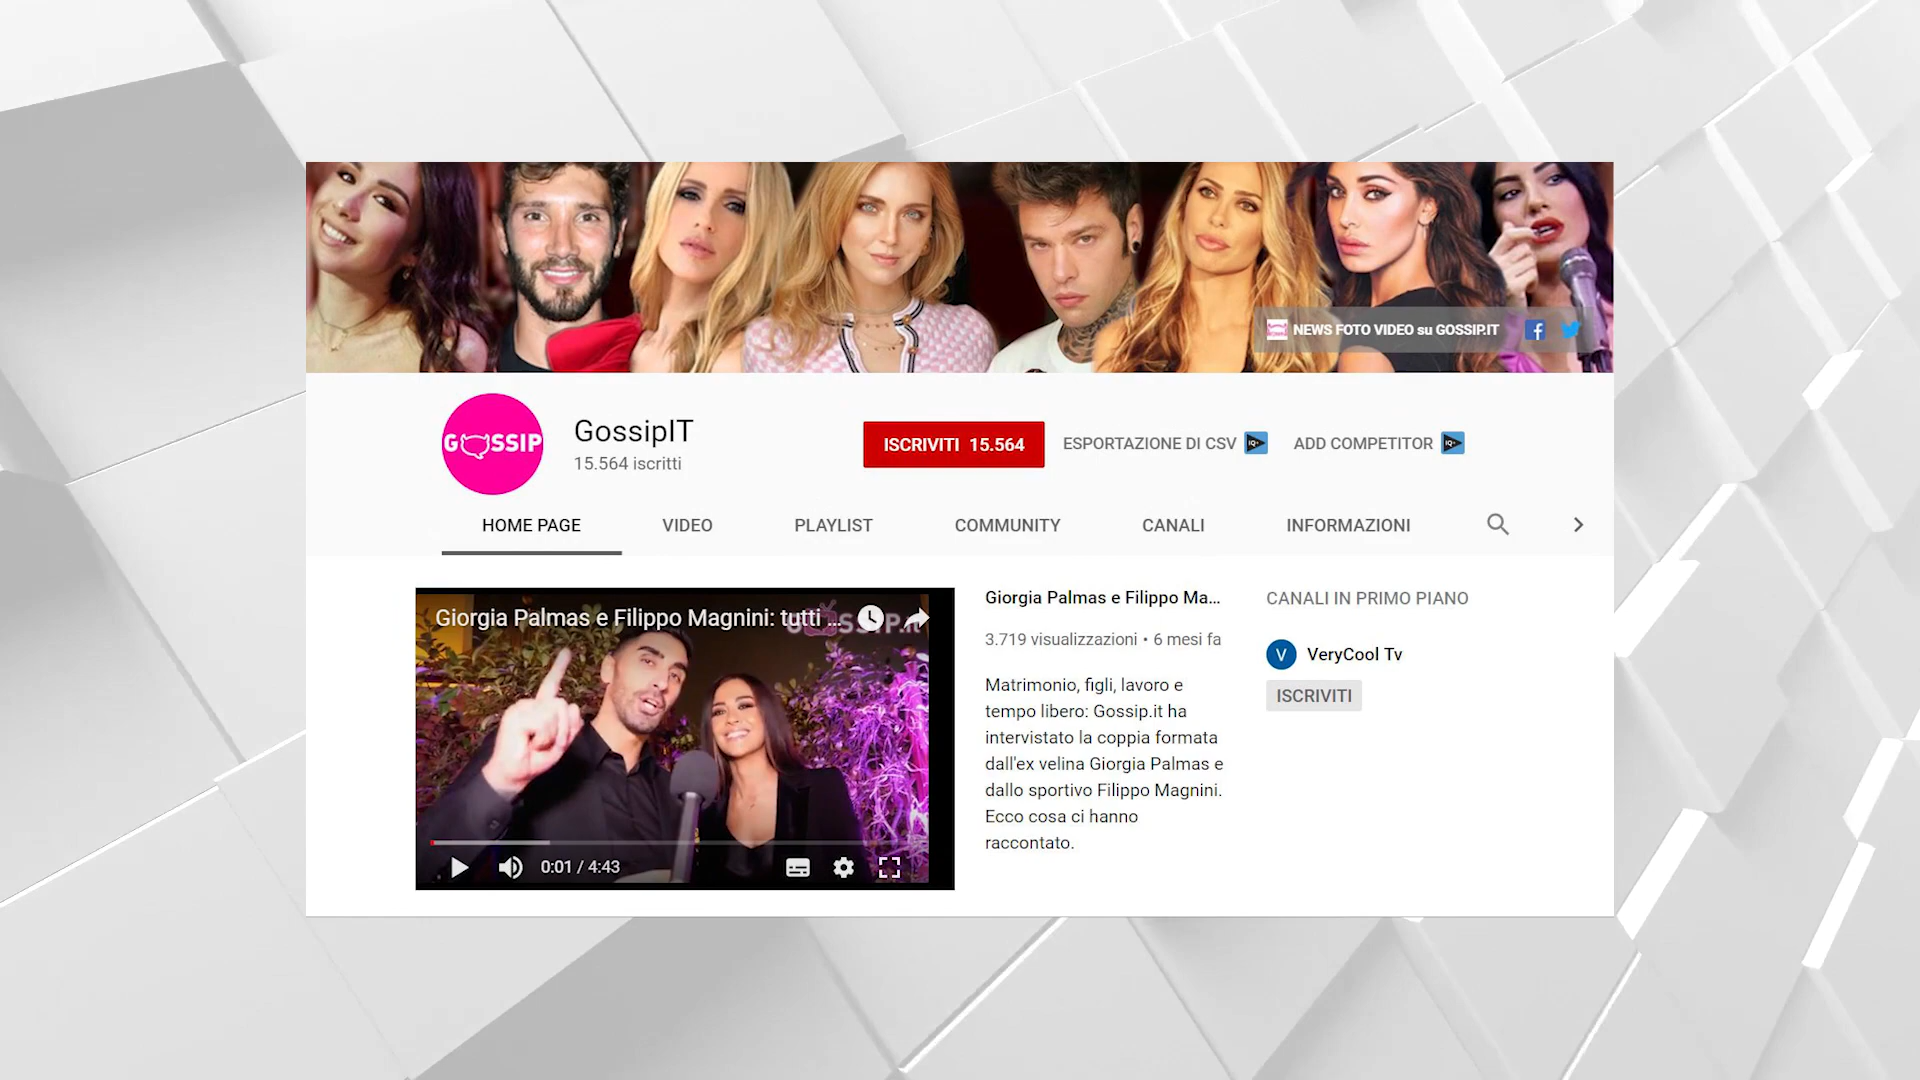 NEWS FOTO VIDEO su GOSSIP.IT
GOSSIP
GossipIT
15.564 iscritti
ISCRIVITI 15.564
ESPORTAZIONE DI CSV
ADD COMPETITOR
HOME PAGE
VIDEO
PLAYLIST
COMMUNITY
CANALI
INFORMAZIONI
Giorgia Palmas e Filippo Magnini: tutti ...
GOSSIP.it
0:01 / 4:43
Giorgia Palmas e Filippo Ma...
3.719 visualizzazioni • 6 mesi fa
Matrimonio, figli, lavoro e
tempo libero: Gossip.it ha
intervistato la coppia formata
dall'ex velina Giorgia Palmas e
dallo sportivo Filippo Magnini.
Ecco cosa ci hanno
raccontato.
CANALI IN PRIMO PIANO
V
VeryCool Tv
ISCRIVITI